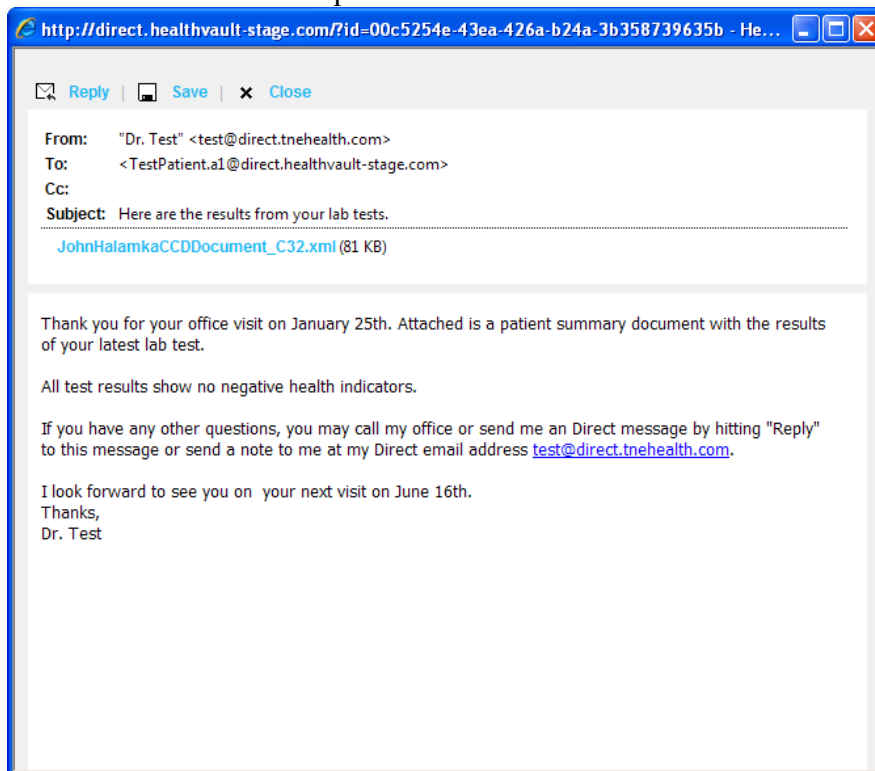 http://direct.healthvault-stage.com/?id=00c5254e-43ea-426a-b24a-3b358739635b - He...
Reply | Save | Close
From: "Dr. Test" <test@direct.tnehealth.com>
To: <TestPatient.a1@direct.healthvault-stage.com>
Cc:
Subject: Here are the results from your lab tests.
JohnHalamkaCCDDocument_C32.xml (81 KB)
Thank you for your office visit on January 25th. Attached is a patient summary document with the results
of your latest lab test.
All test results show no negative health indicators.
If you have any other questions, you may call my office or send me an Direct message by hitting "Reply"
to this message or send a note to me at my Direct email address test@direct.tnehealth.com.
I look forward to see you on  your next visit on June 16th.
Thanks,
Dr. Test